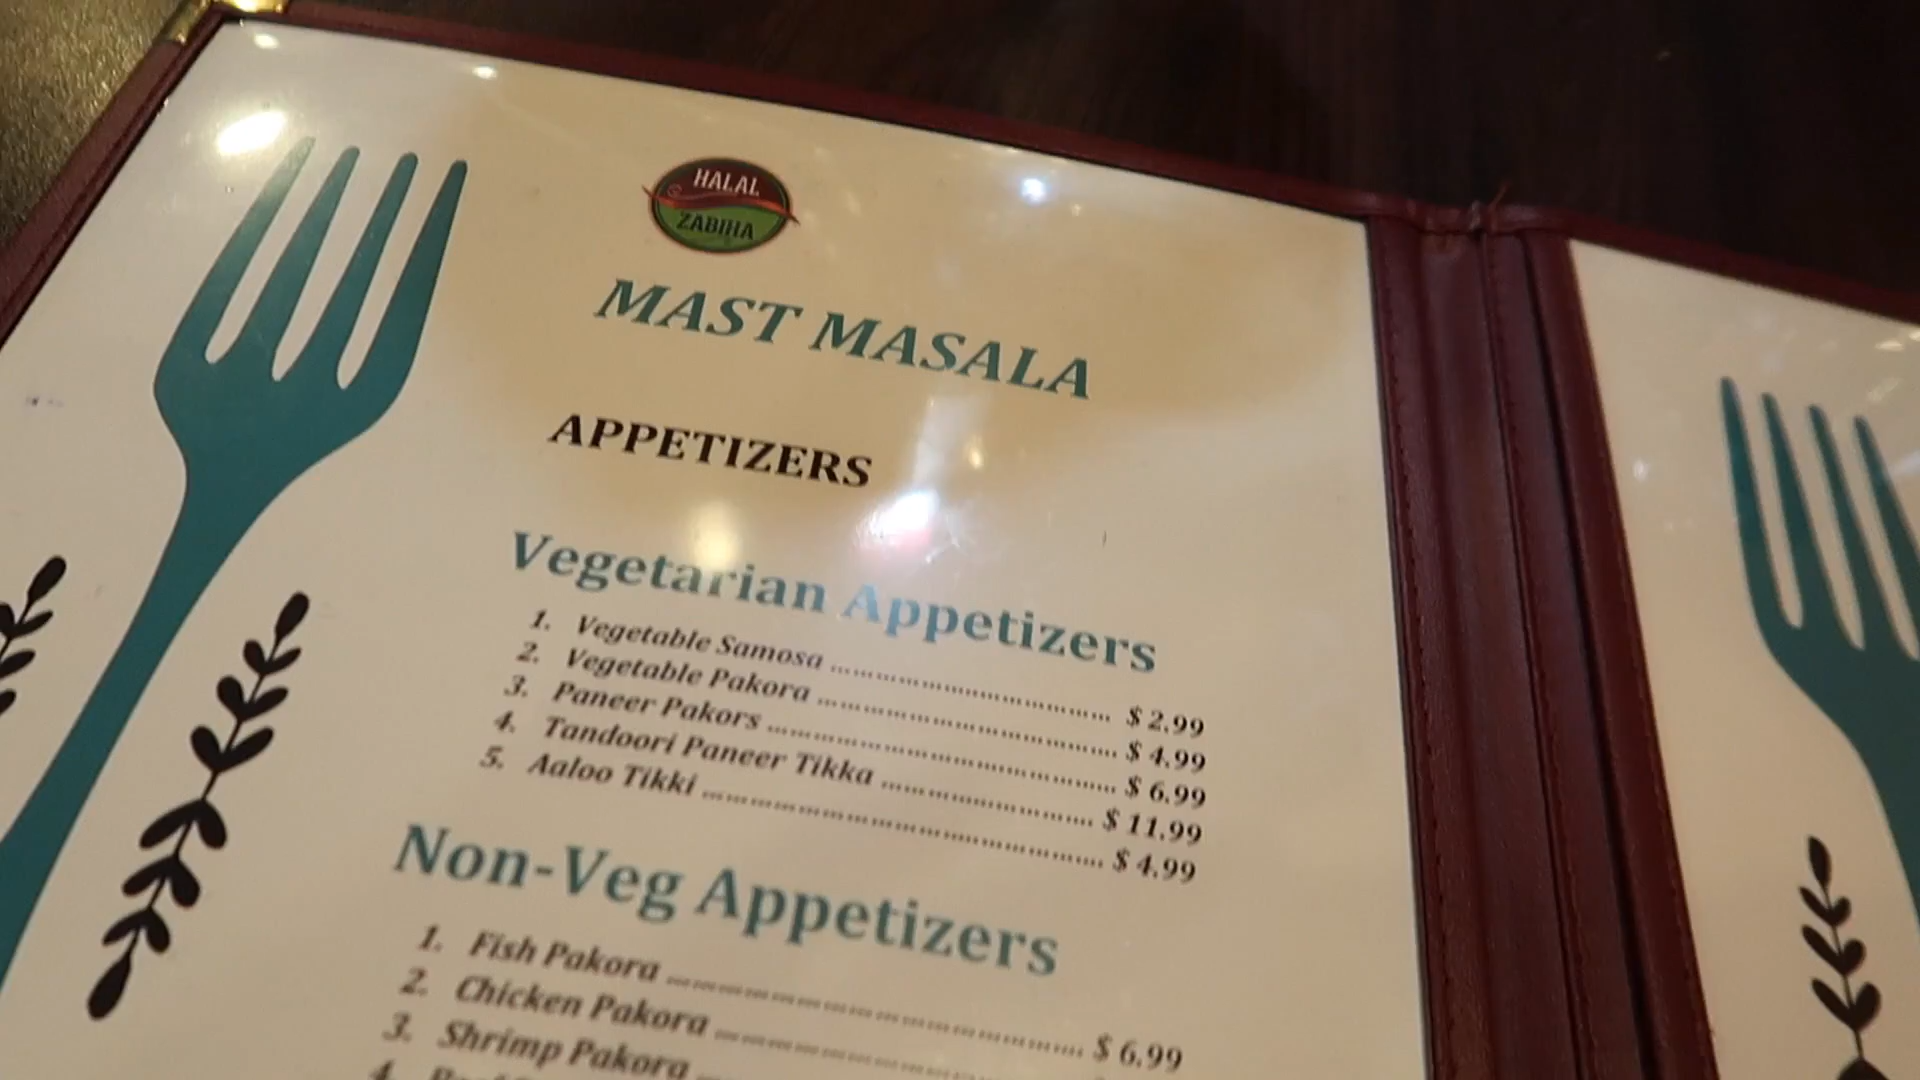 HALAL
ZABIHA
MAST MASALA
APPETIZERS
Vegetarian Appetizers
1. Vegetable Samosa ........................................ $ 2.99
2. Vegetable Pakora ........................................ $ 4.99
3. Paneer Pakors ........................................ $ 6.99
4. Tandoori Paneer Tikka ........................................ $ 11.99
5. Aaloo Tikki ........................................ $ 4.99
Non-Veg Appetizers
1. Fish Pakora ........................................ $ 6.99
2. Chicken Pakora ........................................
3. Shrimp Pakora
4.